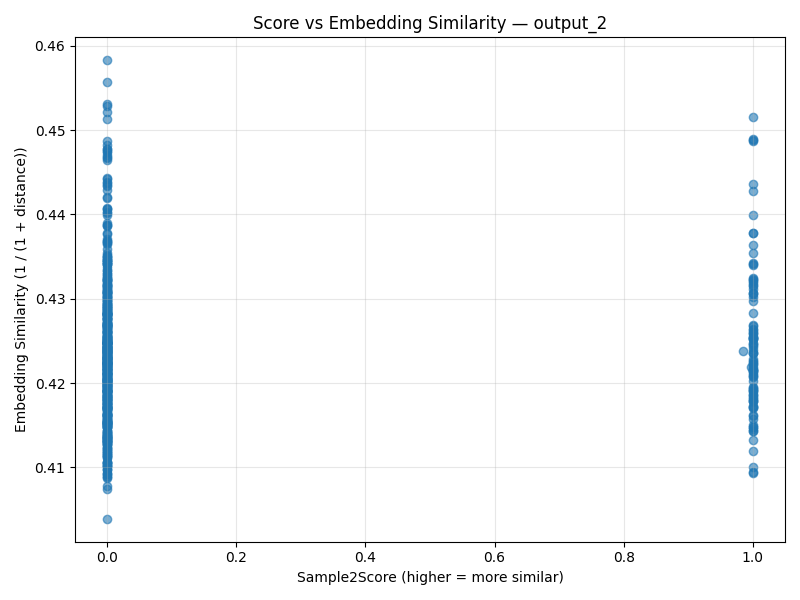 Score vs Embedding Similarity — output_2
Embedding Similarity (1 / (1 + distance))
0.46
0.45
0.44
0.43
0.42
0.41
0.0 0.2 0.4 0.6 0.8 1.0
Sample2Score (higher = more similar)